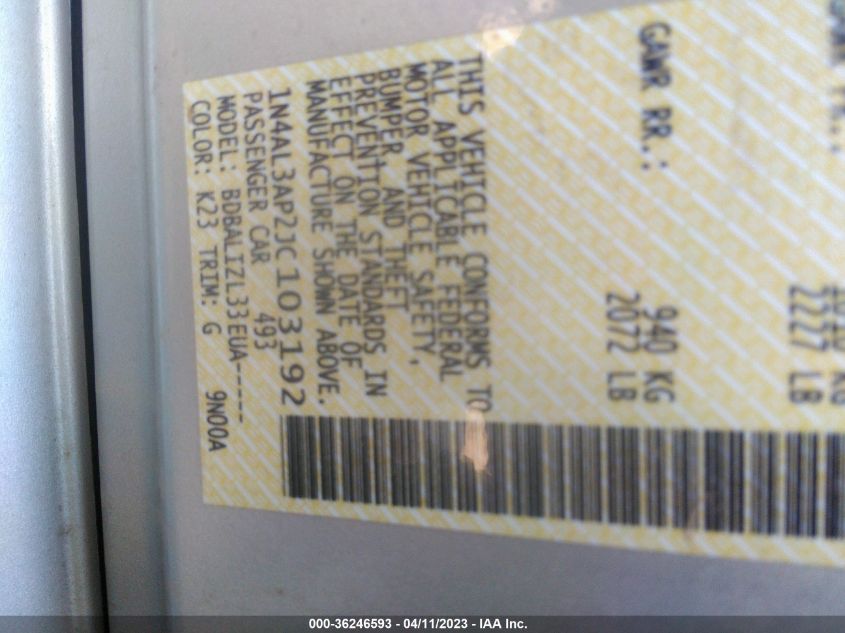 2227 LB
GAWR RR.: 940 KG
2072 LB
THIS VEHICLE CONFORMS TO
ALL APPLICABLE FEDERAL
MOTOR VEHICLE SAFETY,
BUMPER AND THEFT
PREVENTION STANDARDS IN
EFFECT ON THE DATE OF
MANUFACTURE SHOWN ABOVE.
1N4AL3AP2JC103192
PASSENGER CAR 493
MODEL: BDBALIZL33EUA-----
COLOR: K23 TRIM: G 9N00A
000-36246593 - 04/11/2023 - IAA Inc.